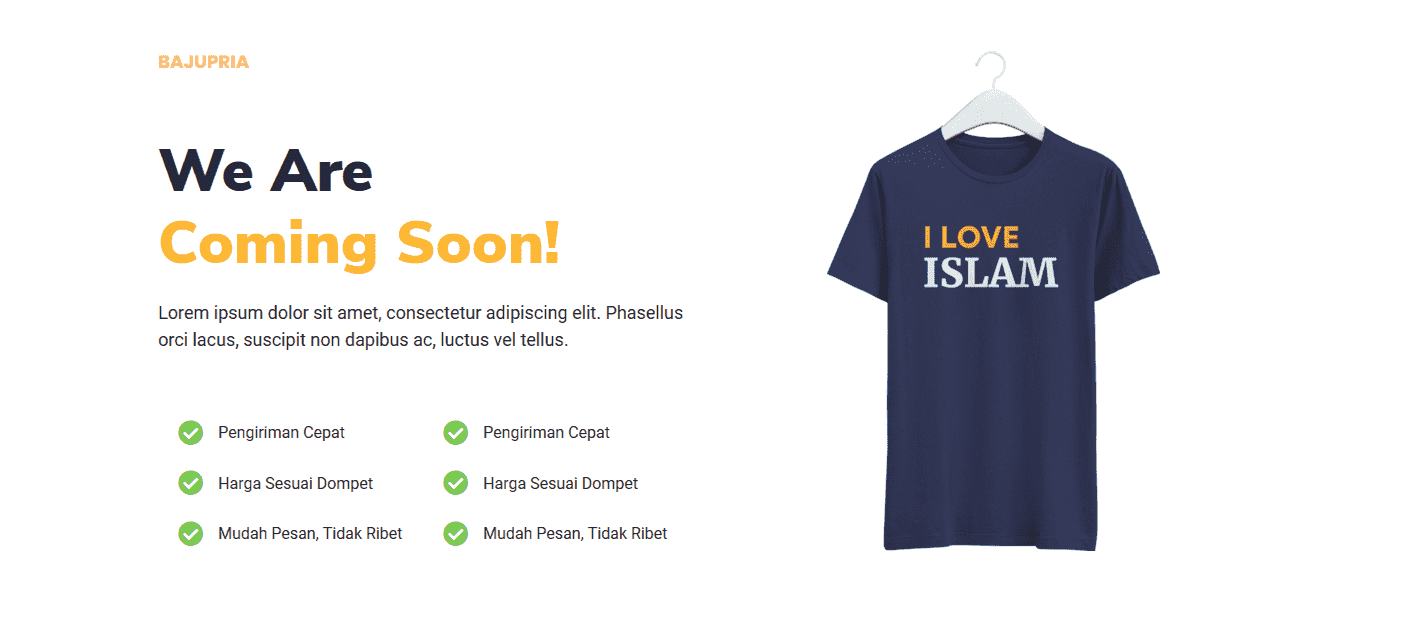 BAJUPRIA
We Are
Coming Soon!
Lorem ipsum dolor sit amet, consectetur adipiscing elit. Phasellus
orci lacus, suscipit non dapibus ac, luctus vel tellus.
Pengiriman Cepat
Harga Sesuai Dompet
Mudah Pesan, Tidak Ribet
Pengiriman Cepat
Harga Sesuai Dompet
Mudah Pesan, Tidak Ribet
I LOVE
ISLAM